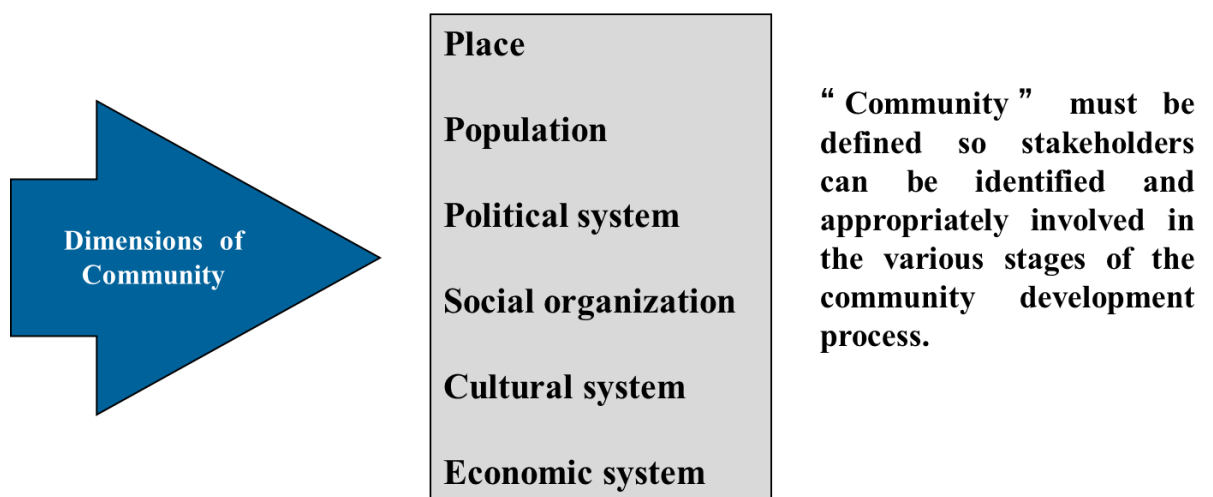 Dimensions of
Community
Place
Population
Political system
Social organization
Cultural system
Economic system
“Community” must be
defined so stakeholders
can be identified and
appropriately involved in
the various stages of the
community development
process.